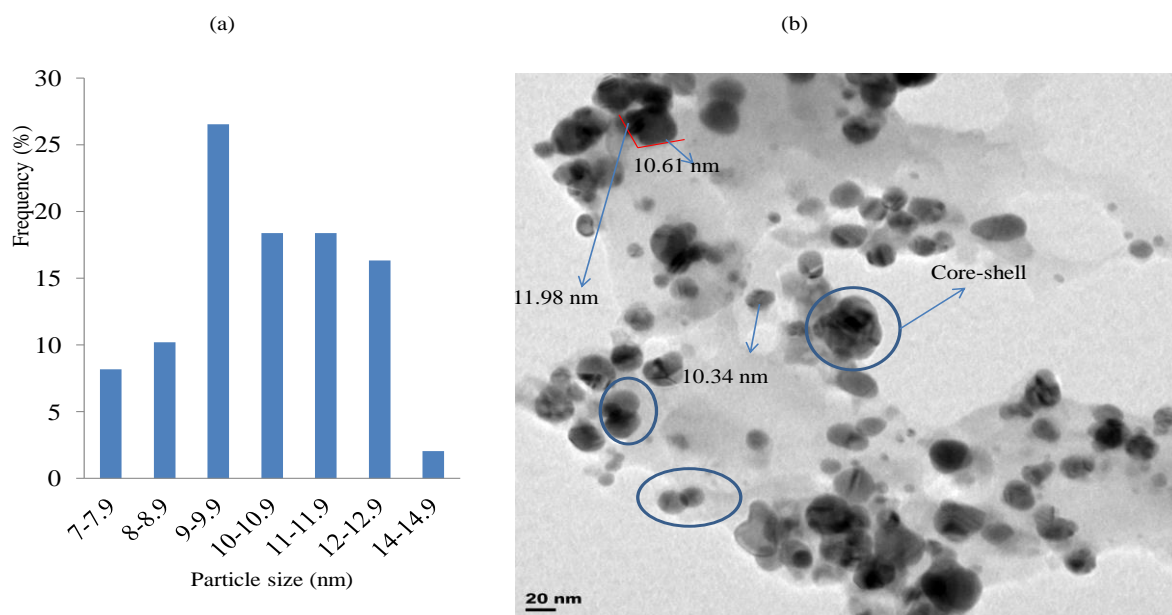 (a)
30
25
20
15
10
5
0
Frequency (%)
7-7.9
8-8.9
9-9.9
10-10.9
11-11.9
12-12.9
14-14.9
Particle size (nm)
(b)
10.61 nm
11.98 nm
Core-shell
10.34 nm
20 nm